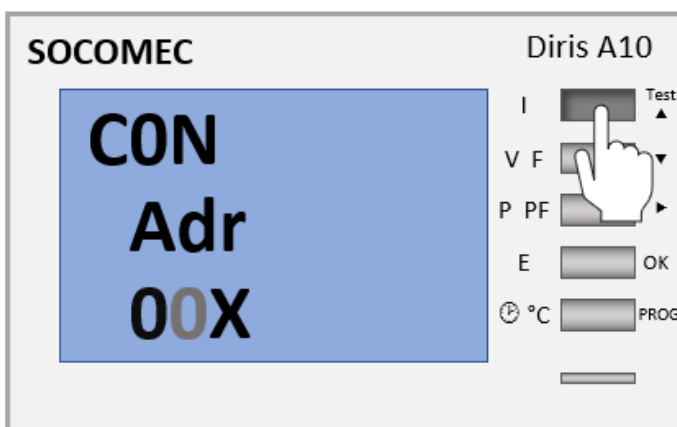 SOCOMEC
Diris A10
C0N
Adr
00X
I
Test
V F
P PF
E
OK
°C
PROG